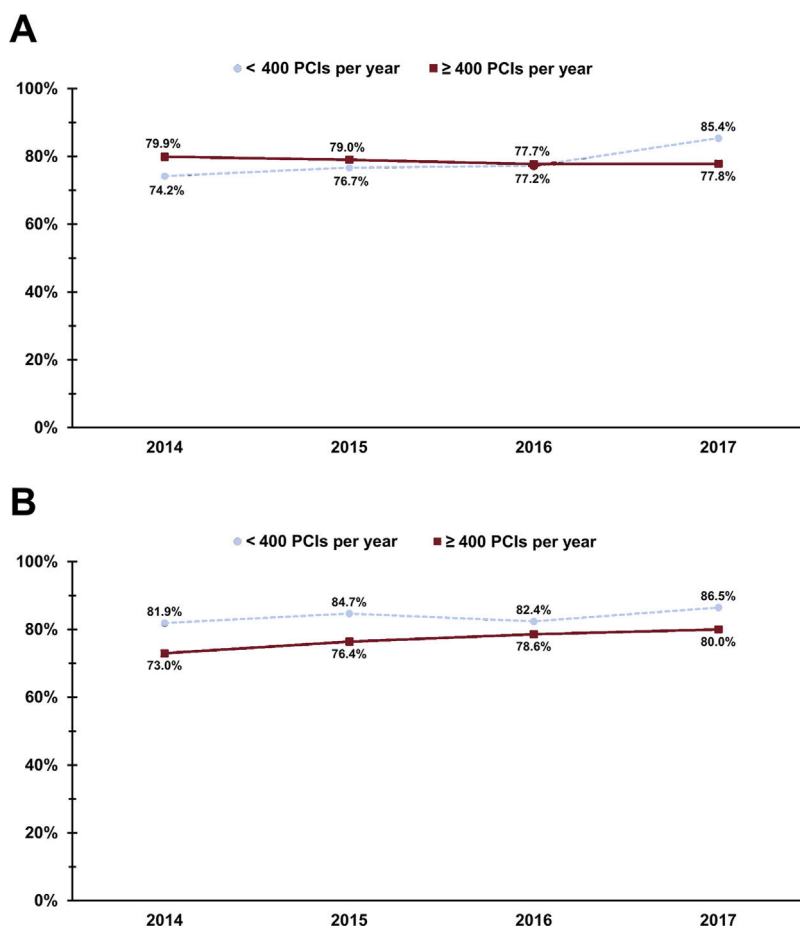 A
< 400 PCIs per year ≥ 400 PCIs per year
100%
80%
60%
40%
20%
0%
79.9% 79.0% 77.7% 85.4%
74.2% 76.7% 77.2% 77.8%
2014 2015 2016 2017
B
< 400 PCIs per year ≥ 400 PCIs per year
100%
80%
60%
40%
20%
0%
81.9% 84.7% 82.4% 86.5%
73.0% 76.4% 78.6% 80.0%
2014 2015 2016 2017